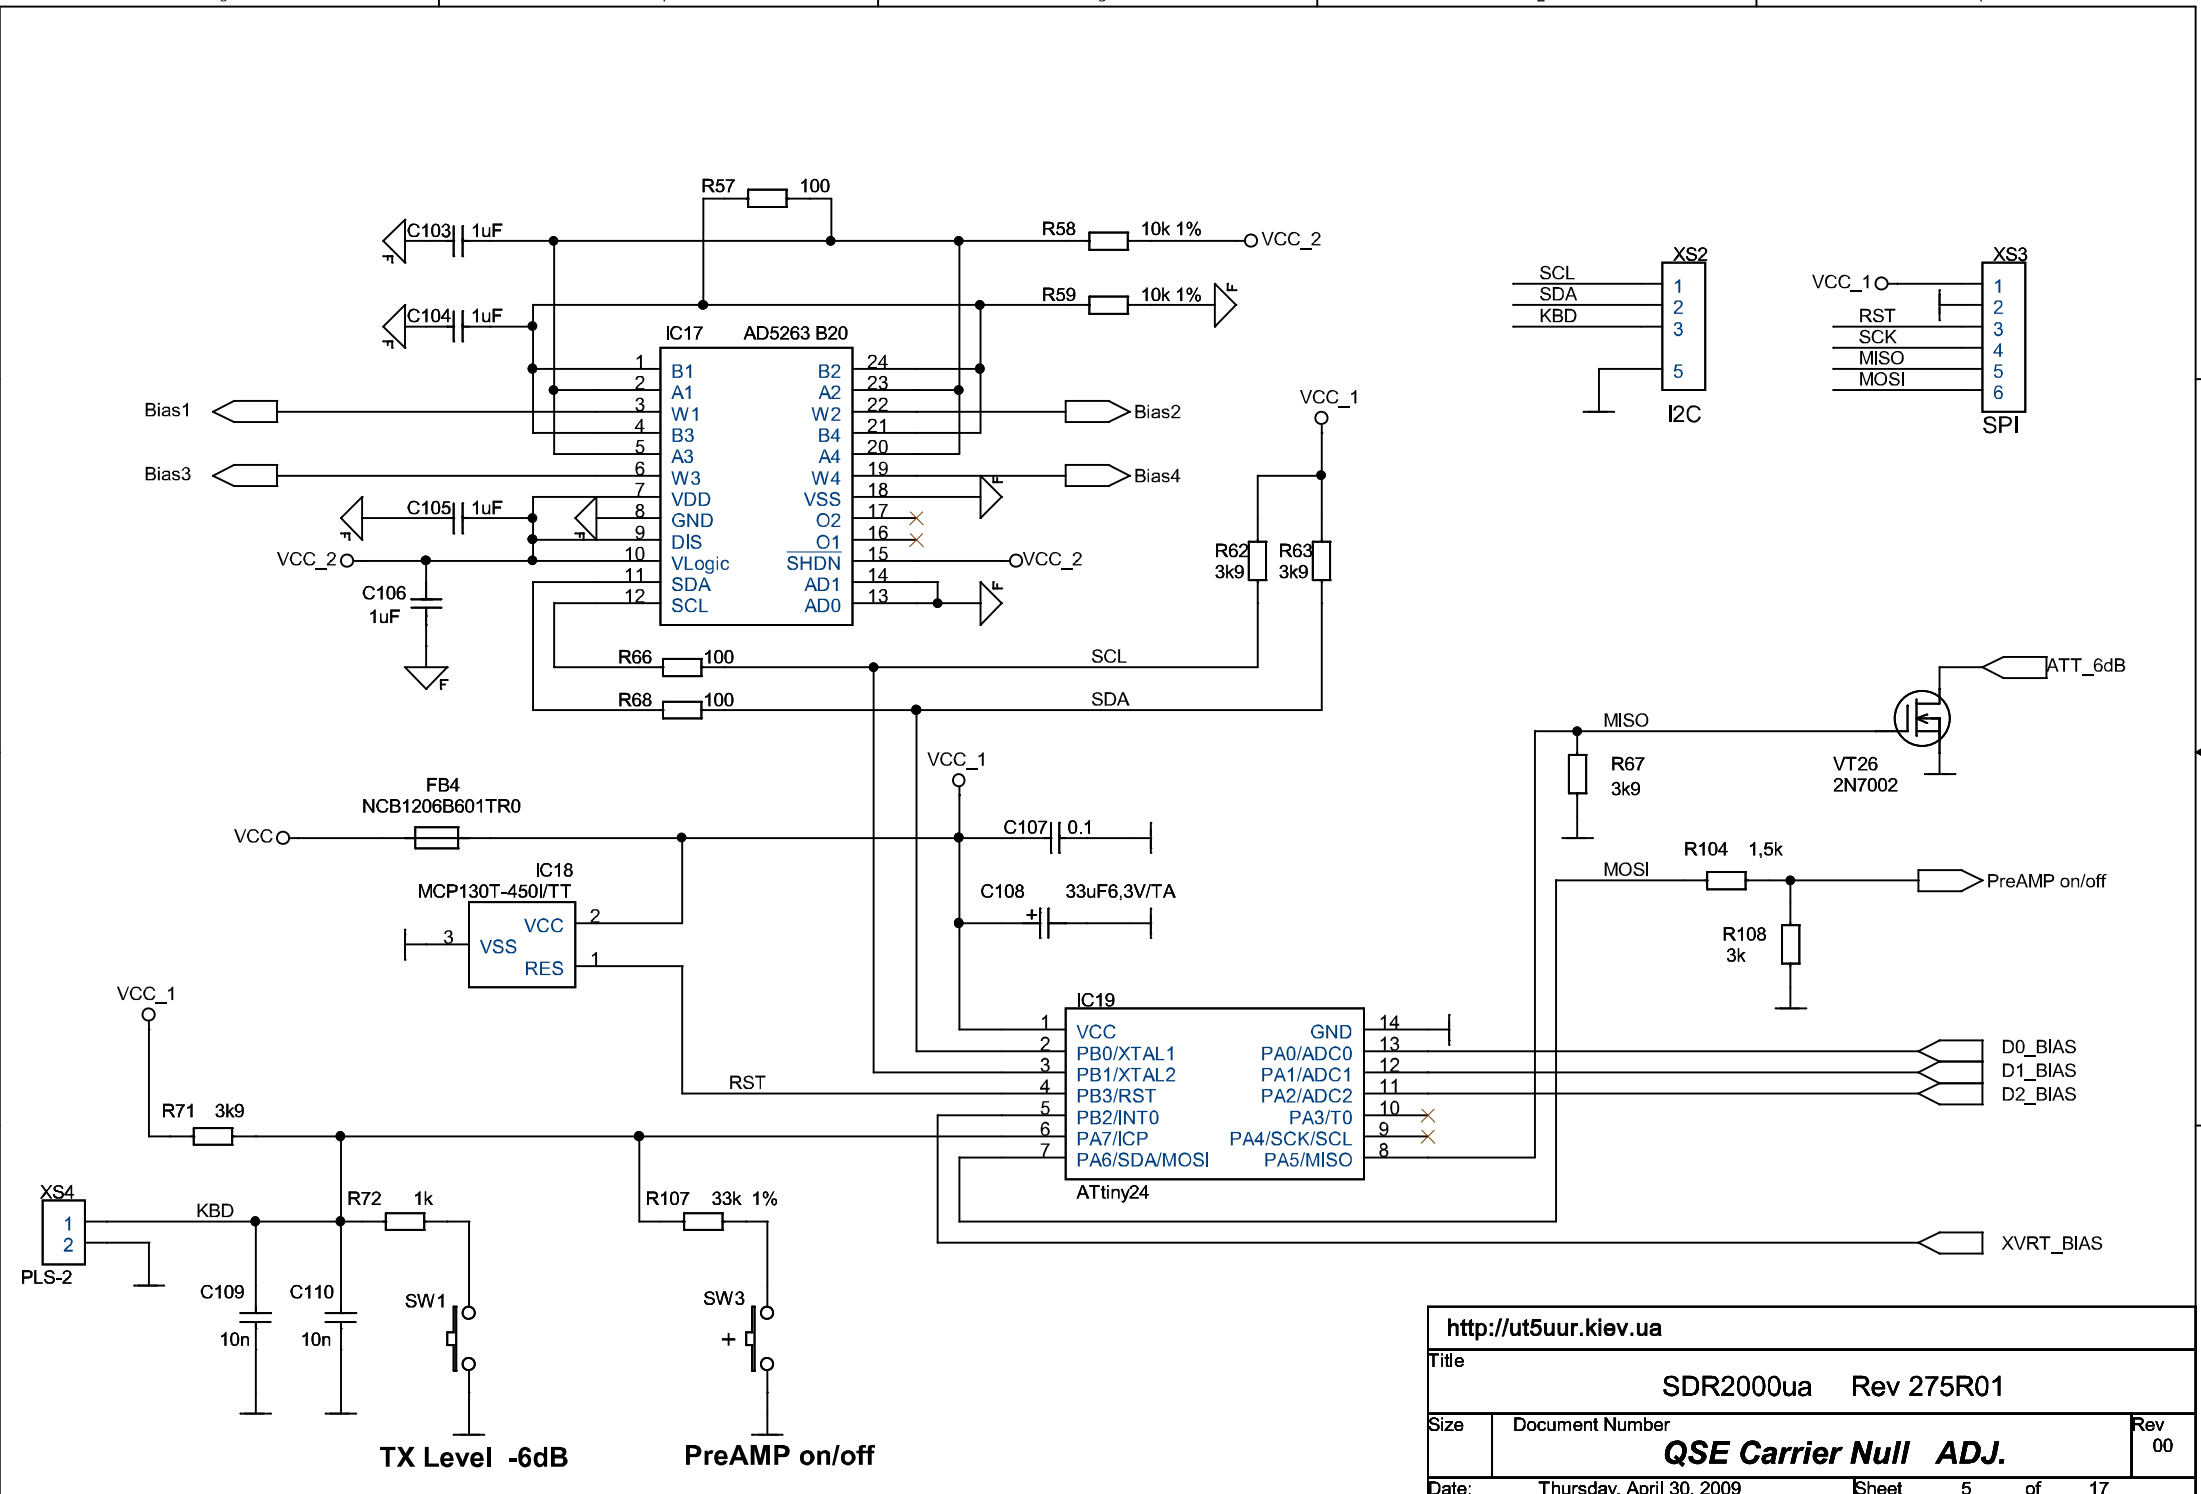 R57 100
C103 1uF
R58 10k 1%
VCC_2
C104 1uF
R59 10k 1%
F
F
F
IC17 AD5263 B20
1 B1 B2 24
2 A1 A2 23
3 W1 W2 22
4 B3 B4 21
5 A3 A4 20
6 W3 W4 19
7 VDD VSS 18
8 GND O2 17
9 DIS O1 16
10 VLogic SHDN 15
11 SDA AD1 14
12 SCL AD0 13
Bias1
Bias2
Bias3
Bias4
C105 1uF
F
F
F
VCC_2
VCC_2
C106
1uF
F
F
VCC_1
R62
3k9
R63
3k9
R66 100 SCL
R68 100 SDA
XS2
SCL 1
SDA 2
KBD 3
5
I2C
XS3
VCC_1 1
2
RST 3
SCK 4
MISO 5
MOSI 6
SPI
ATT_6dB
MISO
R67
3k9
VT26
2N7002
MOSI
R104 1,5k
PreAMP on/off
R108
3k
VCC_1
FB4
NCB1206B601TR0
VCC
C107 0.1
C108 33uF6,3V/TA
+
IC18
MCP130T-450I/TT
VCC 2
3 VSS
RES 1
RST
IC19
1 VCC GND 14
2 PB0/XTAL1 PA0/ADC0 13
3 PB1/XTAL2 PA1/ADC1 12
4 PB3/RST PA2/ADC2 11
5 PB2/INT0 PA3/T0 10
6 PA7/ICP PA4/SCK/SCL 9
7 PA6/SDA/MOSI PA5/MISO 8
ATtiny24
D0_BIAS
D1_BIAS
D2_BIAS
XVRT_BIAS
VCC_1
R71 3k9
XS4
1
2
PLS-2
KBD
R72 1k
R107 33k 1%
C109
10n
C110
10n
SW1
SW3
+
TX Level -6dB
PreAMP on/off
http://ut5uur.kiev.ua
Title
SDR2000ua Rev 275R01
Size Document Number Rev
QSE Carrier Null ADJ. 00
Date: Thursday, April 30, 2009 Sheet 5 of 17